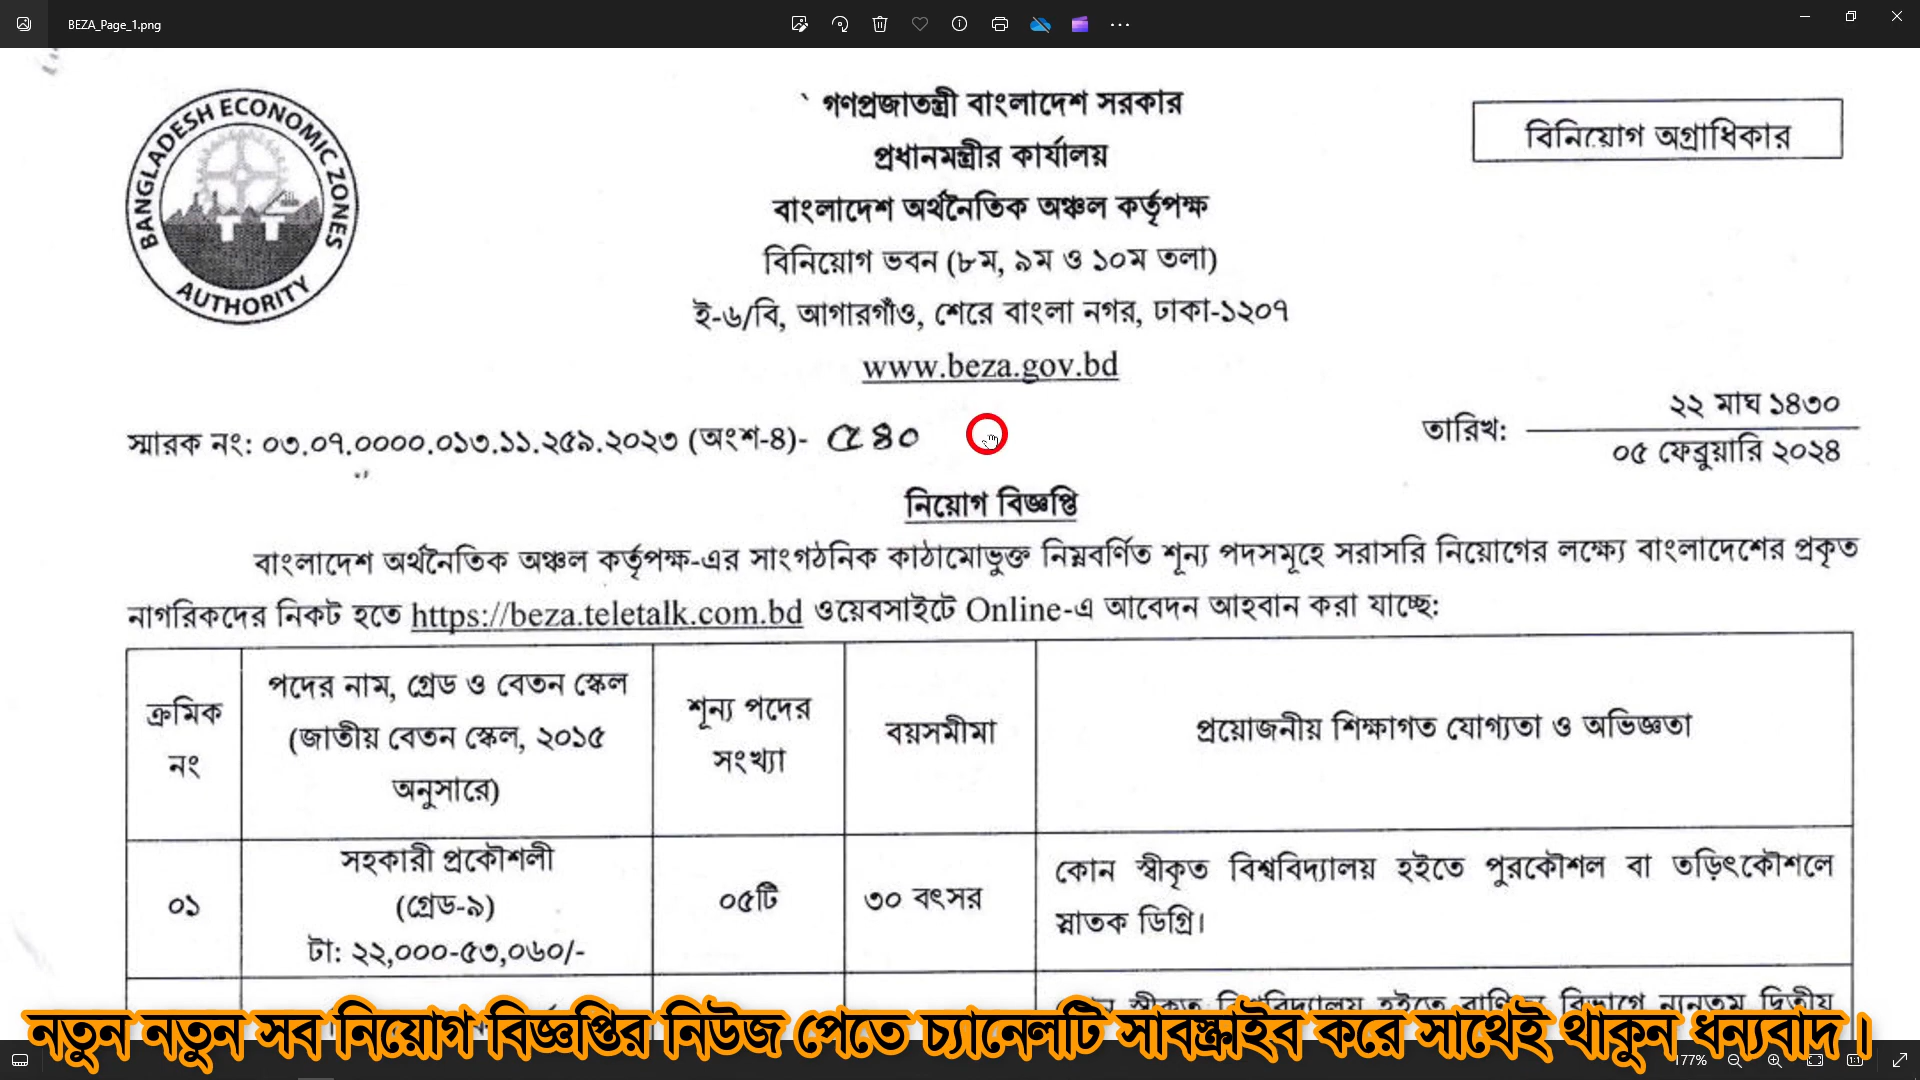 BEZA_Page_1.png
BANGLADESH ECONOMIC ZONES AUTHORITY
গণপ্রজাতন্ত্রী বাংলাদেশ সরকার
প্রধানমন্ত্রীর কার্যালয়
বাংলাদেশ অর্থনৈতিক অঞ্চল কর্তৃপক্ষ
বিনিয়োগ ভবন (৮ম, ৯ম ও ১০ম তলা)
ই-৬/বি, আগারগাঁও, শেরে বাংলা নগর, ঢাকা-১২০৭
www.beza.gov.bd
বিনিয়োগ অগ্রাধিকার
স্মারক নং: ০৩.০৭.০০০০.০১৩.১১.২৫৯.২০২৩ (অংশ-৪)- ৫৪০
তারিখ:
২২ মাঘ ১৪৩০
০৫ ফেব্রুয়ারি ২০২৪
নিয়োগ বিজ্ঞপ্তি
বাংলাদেশ অর্থনৈতিক অঞ্চল কর্তৃপক্ষ-এর সাংগঠনিক কাঠামোভুক্ত নিম্নবর্ণিত শূন্য পদসমূহে সরাসরি নিয়োগের লক্ষ্যে বাংলাদেশের প্রকৃত
নাগরিকদের নিকট হতে https://beza.teletalk.com.bd ওয়েবসাইটে Online-এ আবেদন আহবান করা যাচ্ছে:
ক্রমিক
নং
পদের নাম, গ্রেড ও বেতন স্কেল
(জাতীয় বেতন স্কেল, ২০১৫
অনুসারে)
শূন্য পদের
সংখ্যা
বয়সমীমা
প্রয়োজনীয় শিক্ষাগত যোগ্যতা ও অভিজ্ঞতা
০১
সহকারী প্রকৌশলী
(গ্রেড-৯)
টা: ২২,০০০-৫৩,০৬০/-
০৫টি
৩০ বৎসর
কোন স্বীকৃত বিশ্ববিদ্যালয় হইতে পুরকৌশল বা তড়িৎকৌশলে
স্নাতক ডিগ্রি।
কোন স্বীকৃত বিশ্ববিদ্যালয় হইতে বাণিজ্য বিভাগে ন্যূনতম দ্বিতীয়
নতুন নতুন সব নিয়োগ বিজ্ঞপ্তির নিউজ পেতে চ্যানেলটি সাবস্ক্রাইব করে সাথেই থাকুন ধন্যবাদ।
177%